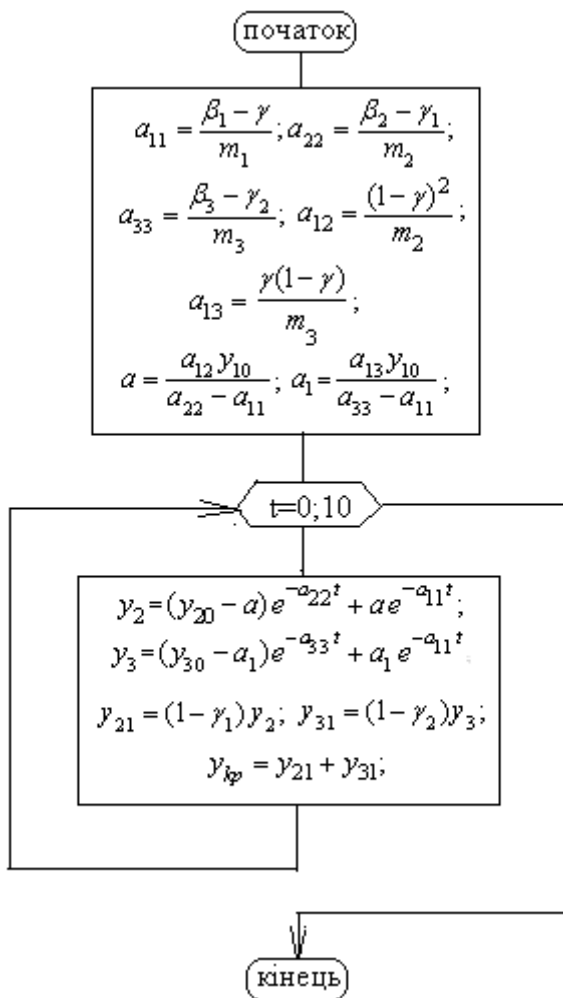 початок
a₁₁ = (β₁ − γ)/m₁; a₂₂ = (β₂ − γ₁)/m₂;
a₃₃ = (β₃ − γ₂)/m₃; a₁₂ = (1−γ)²/m₂;
a₁₃ = γ(1−γ)/m₃;
a = a₁₂y₁₀/(a₂₂ − a₁₁); a₁ = a₁₃y₁₀/(a₃₃ − a₁₁);
t=0;10
y₂ = (y₂₀ − a)e^(−a₂₂t) + ae^(−a₁₁t);
y₃ = (y₃₀ − a₁)e^(−a₃₃t) + a₁e^(−a₁₁t)
y₂₁ = (1−γ₁)y₂; y₃₁ = (1−γ₂)y₃;
y_kp = y₂₁ + y₃₁;
кінець